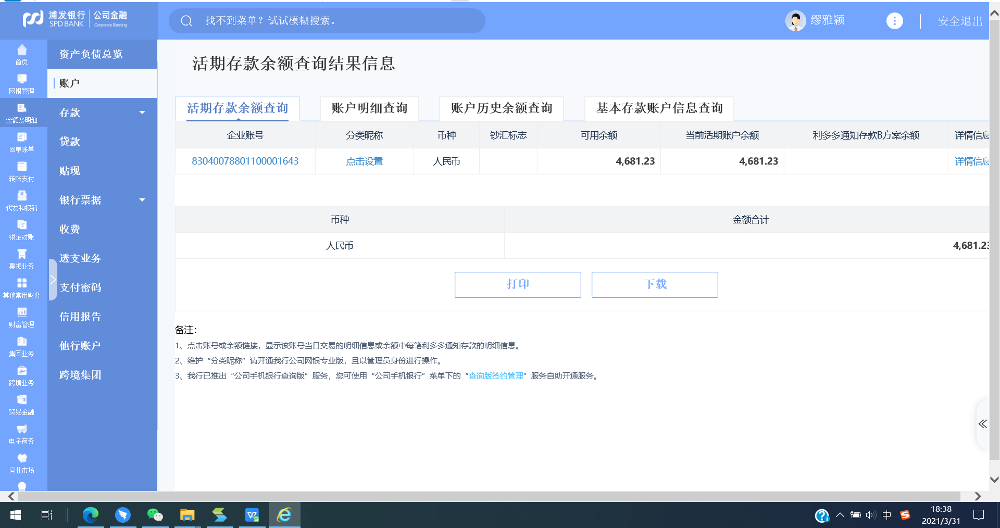 浦发银行 公司金融
SPD BANK Corporate Banking
找不到菜单？试试模糊搜索。
缪雅颖
安全退出
首页
网银管理
余额及明细
回单账单
转账支付
代发和报销
银企对账
票据业务
其他常用财务
财富管理
集团业务
跨境业务
贸易金融
电子商务
同业市场
资产负债总览
账户
存款
贷款
贴现
银行票据
收费
透支业务
支付密码
信用报告
他行账户
跨境集团
活期存款余额查询结果信息
活期存款余额查询 账户明细查询 账户历史余额查询 基本存款账户信息查询
企业账号 分类昵称 币种 钞汇标志 可用余额 当前活期账户余额 利多多通知存款B方案余额 详情信息
83040078801100001643 点击设置 人民币 4,681.23 4,681.23 详情信息
币种 金额合计
人民币 4,681.23
打印 下载
备注：
1、点击账号或余额链接，显示该账号当日交易的明细信息或余额中每笔利多多通知存款的明细信息。
2、维护“分类昵称”请开通我行公司网银专业版，且以管理员身份进行操作。
3、我行已推出“公司手机银行查询版”服务，您可使用“公司手机银行”菜单下的“查询版签约管理”服务自助开通服务。
中
18:38
2021/3/31